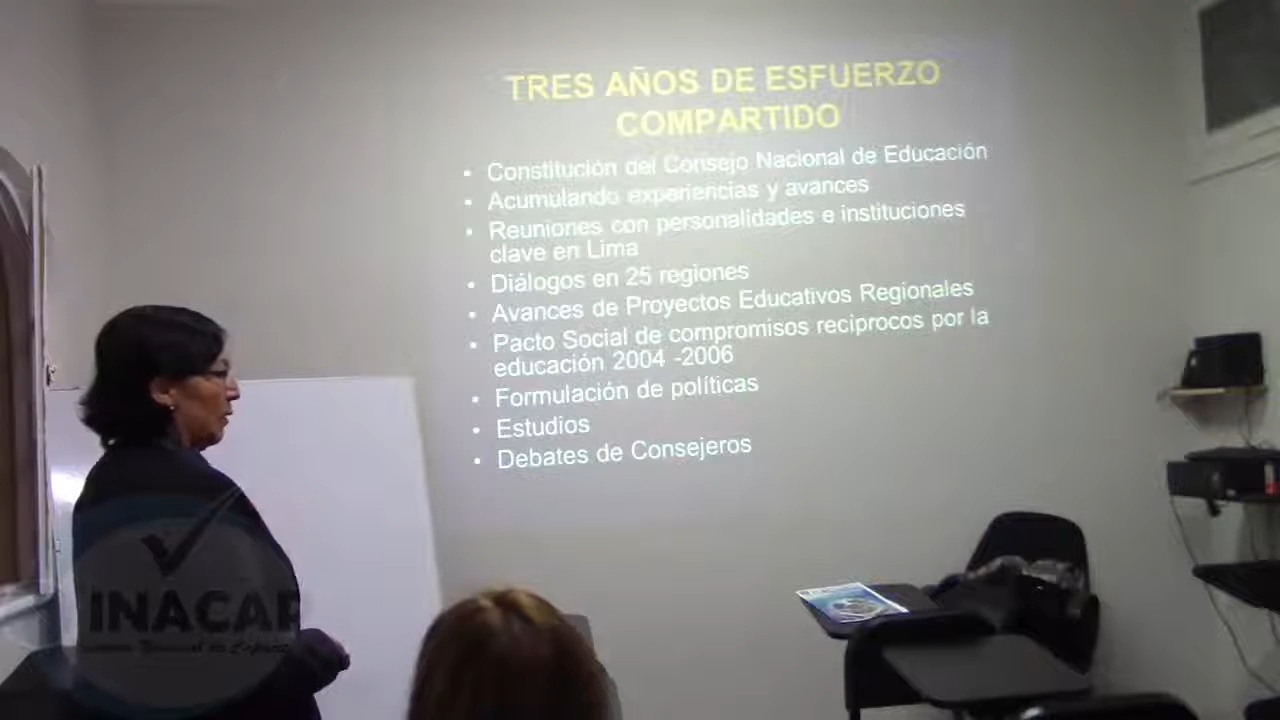 TRES AÑOS DE ESFUERZO
COMPARTIDO
• Constitución del Consejo Nacional de Educación
• Acumulando experiencias y avances
• Reuniones con personalidades e instituciones
clave en Lima
• Diálogos en 25 regiones
• Avances de Proyectos Educativos Regionales
• Pacto Social de compromisos reciprocos por la
educación 2004 -2006
• Formulación de políticas
• Estudios
• Debates de Consejeros
INACAP